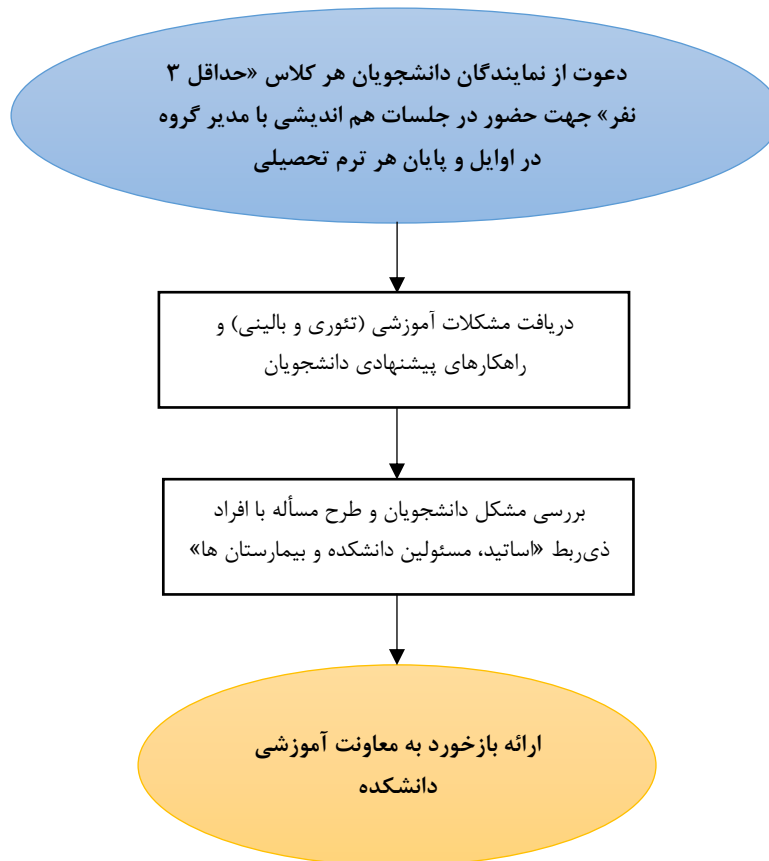 دعوت از نمایندگان دانشجویان هر کلاس «حداقل ۳
نفر» جهت حضور در جلسات هم اندیشی با مدیر گروه
در اوایل و پایان هر ترم تحصیلی
دریافت مشکلات آموزشی (تئوری و بالینی) و
راهکارهای پیشنهادی دانشجویان
بررسی مشکل دانشجویان و طرح مسأله با افراد
ذی‌ربط «اساتید، مسئولین دانشکده و بیمارستان ها»
ارائه بازخورد به معاونت آموزشی
دانشکده